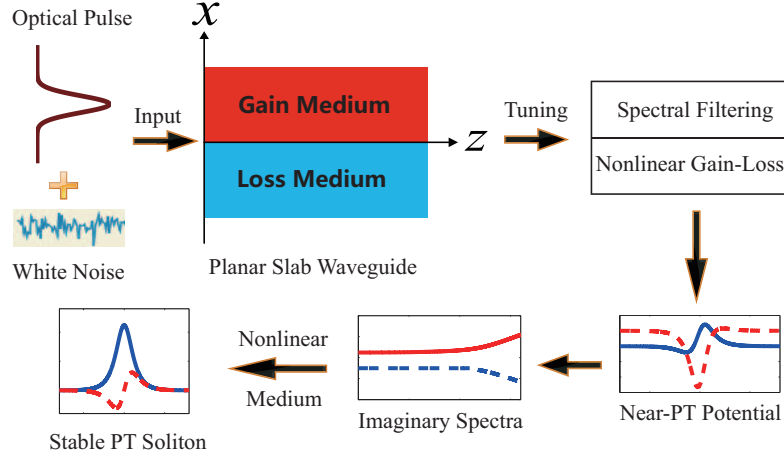 Optical Pulse
White Noise
Input
x
Gain Medium
Loss Medium
z
Planar Slab Waveguide
Tuning
Spectral Filtering
Nonlinear Gain-Loss
Near-PT Potential
Imaginary Spectra
Nonlinear
Medium
Stable PT Soliton